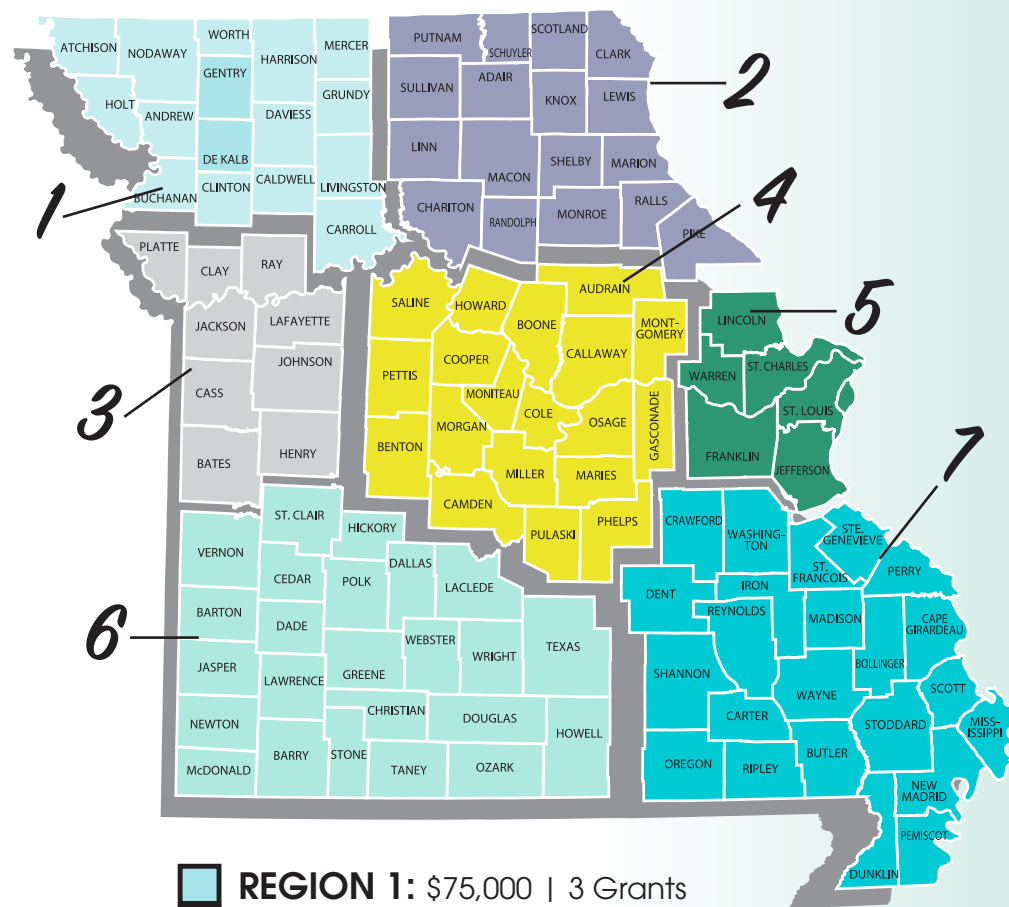 ATCHISON
NODAWAY
WORTH
GENTRY
HARRISON
MERCER
GRUNDY
HOLT
ANDREW
DAVIESS
DE KALB
BUCHANAN
CLINTON
CALDWELL
LIVINGSTON
CARROLL
1
PUTNAM
SCHUYLER
SCOTLAND
CLARK
SULLIVAN
ADAIR
KNOX
LEWIS
LINN
MACON
SHELBY
MARION
CHARITON
RANDOLPH
MONROE
RALLS
PIKE
2
PLATTE
CLAY
RAY
JACKSON
LAFAYETTE
JOHNSON
CASS
BATES
HENRY
3
SALINE
HOWARD
BOONE
AUDRAIN
MONT-
GOMERY
CALLAWAY
COOPER
PETTIS
MONITEAU
COLE
OSAGE
GASCONADE
BENTON
MORGAN
MILLER
MARIES
CAMDEN
PULASKI
PHELPS
4
LINCOLN
WARREN
ST. CHARLES
ST. LOUIS
FRANKLIN
JEFFERSON
5
ST. CLAIR
HICKORY
VERNON
CEDAR
POLK
DALLAS
LACLEDE
BARTON
DADE
WEBSTER
WRIGHT
TEXAS
JASPER
LAWRENCE
GREENE
CHRISTIAN
DOUGLAS
HOWELL
NEWTON
McDONALD
BARRY
STONE
TANEY
OZARK
6
CRAWFORD
WASHING-
TON
STE.
GENEVIEVE
ST.
FRANCOIS
PERRY
DENT
IRON
REYNOLDS
MADISON
CAPE
GIRARDEAU
BOLLINGER
SHANNON
WAYNE
SCOTT
CARTER
STODDARD
MISS-
ISSIPPI
OREGON
RIPLEY
BUTLER
NEW
MADRID
PEMISCOT
DUNKLIN
7
REGION 1: $75,000 | 3 Grants